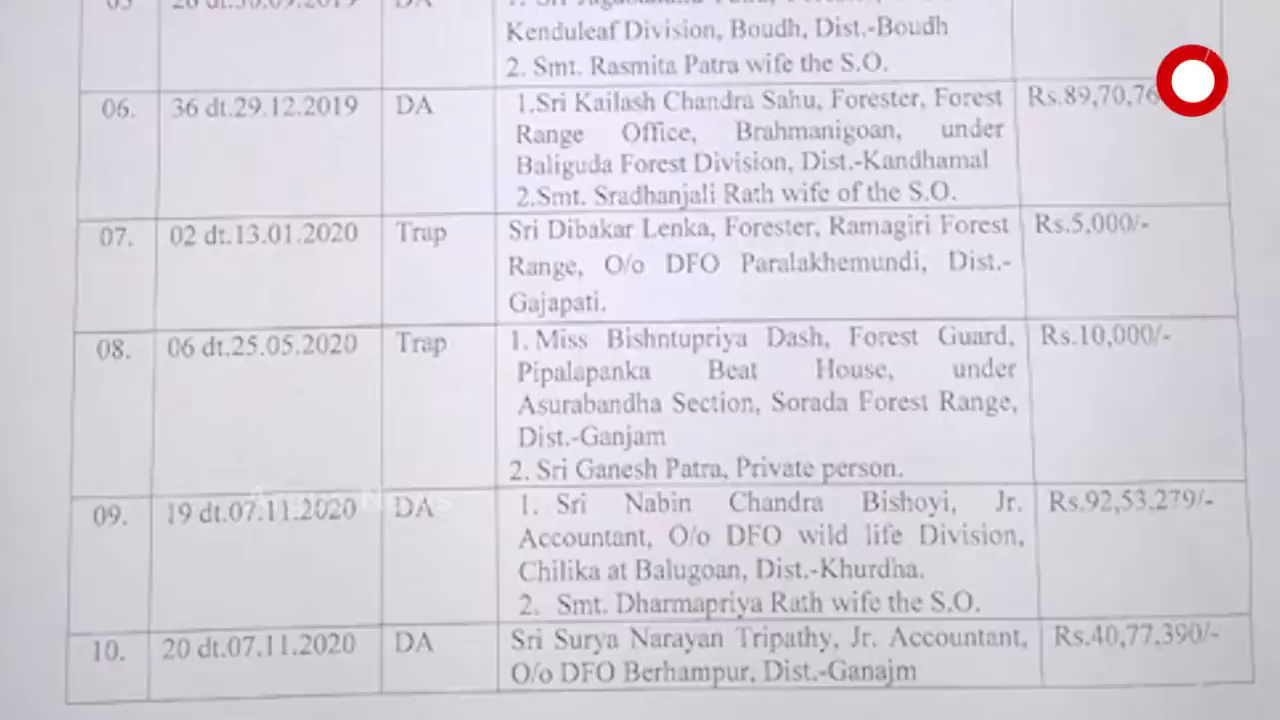 Kenduleaf Division, Boudh, Dist.-Boudh
2. Smt. Rasmita Patra wife the S.O.
06. 36 dt.29.12.2019 DA 1.Sri Kailash Chandra Sahu, Forester, Forest Rs.89,70,76
Range Office, Brahmanigoan, under
Baliguda Forest Division, Dist.-Kandhamal
2.Smt. Sradhanjali Rath wife of the S.O.
07. 02 dt.13.01.2020 Trap Sri Dibakar Lenka, Forester, Ramagiri Forest Rs.5,000/-
Range, O/o DFO Paralakhemundi, Dist.-
Gajapati.
08. 06 dt.25.05.2020 Trap 1. Miss Bishntupriya Dash, Forest Guard, Rs.10,000/-
Pipalapanka Beat House, under
Asurabandha Section, Sorada Forest Range,
Dist.-Ganjam
2. Sri Ganesh Patra, Private person.
09. 19 dt.07.11.2020 DA 1. Sri Nabin Chandra Bishoyi, Jr. Rs.92,53,279/-
Accountant, O/o DFO wild life Division,
Chilika at Balugoan, Dist.-Khurdha.
2. Smt. Dharmapriya Rath wife the S.O.
10. 20 dt.07.11.2020 DA Sri Surya Narayan Tripathy, Jr. Accountant, Rs.40,77,390/-
O/o DFO Berhampur, Dist.-Ganajm